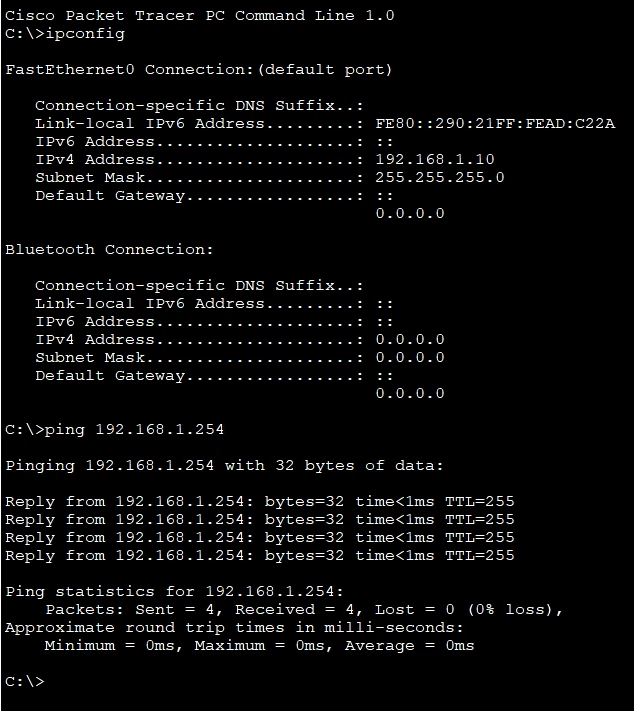 Cisco Packet Tracer PC Command Line 1.0
C:\>ipconfig
FastEthernet0 Connection:(default port)
Connection-specific DNS Suffix..:
Link-local IPv6 Address.........: FE80::290:21FF:FEAD:C22A
IPv6 Address....................: ::
IPv4 Address....................: 192.168.1.10
Subnet Mask.....................: 255.255.255.0
Default Gateway.................: ::
0.0.0.0
Bluetooth Connection:
Connection-specific DNS Suffix..:
Link-local IPv6 Address.........: ::
IPv6 Address....................: ::
IPv4 Address....................: 0.0.0.0
Subnet Mask.....................: 0.0.0.0
Default Gateway.................: ::
0.0.0.0
C:\>ping 192.168.1.254
Pinging 192.168.1.254 with 32 bytes of data:
Reply from 192.168.1.254: bytes=32 time<1ms TTL=255
Reply from 192.168.1.254: bytes=32 time<1ms TTL=255
Reply from 192.168.1.254: bytes=32 time<1ms TTL=255
Reply from 192.168.1.254: bytes=32 time<1ms TTL=255
Ping statistics for 192.168.1.254:
Packets: Sent = 4, Received = 4, Lost = 0 (0% loss),
Approximate round trip times in milli-seconds:
Minimum = 0ms, Maximum = 0ms, Average = 0ms
C:\>